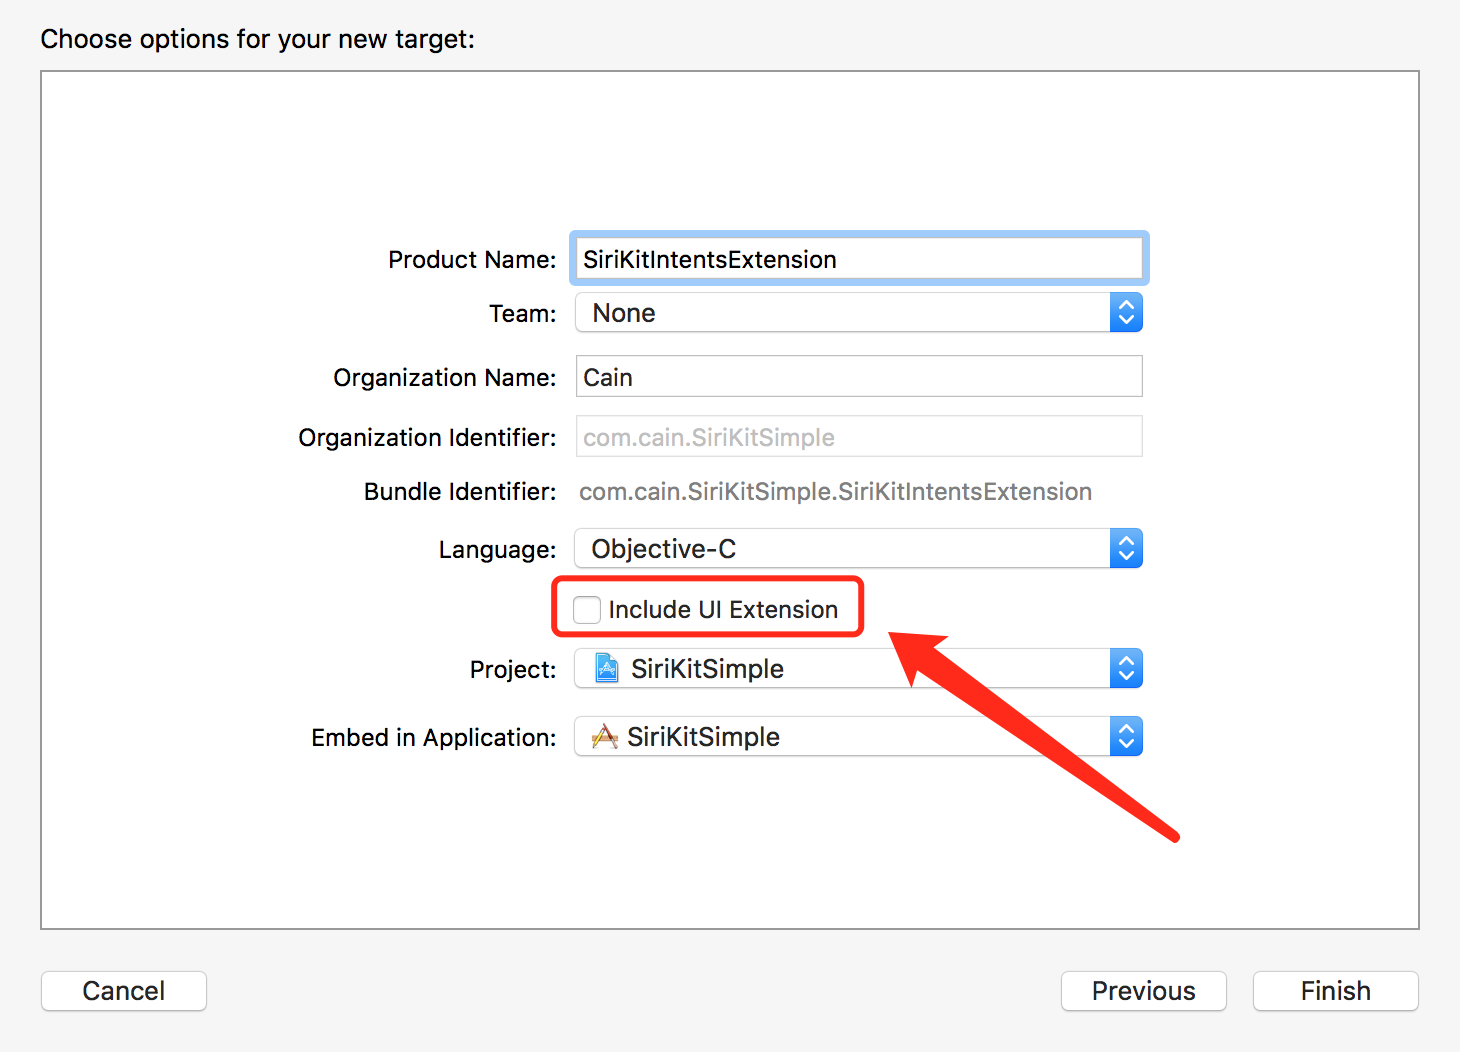 Choose options for your new target:
Product Name: SiriKitIntentsExtension
Team: None
Organization Name: Cain
Organization Identifier: com.cain.SiriKitSimple
Bundle Identifier: com.cain.SiriKitSimple.SiriKitIntentsExtension
Language: Objective-C
Include UI Extension
Project: SiriKitSimple
Embed in Application: SiriKitSimple
Cancel Previous Finish